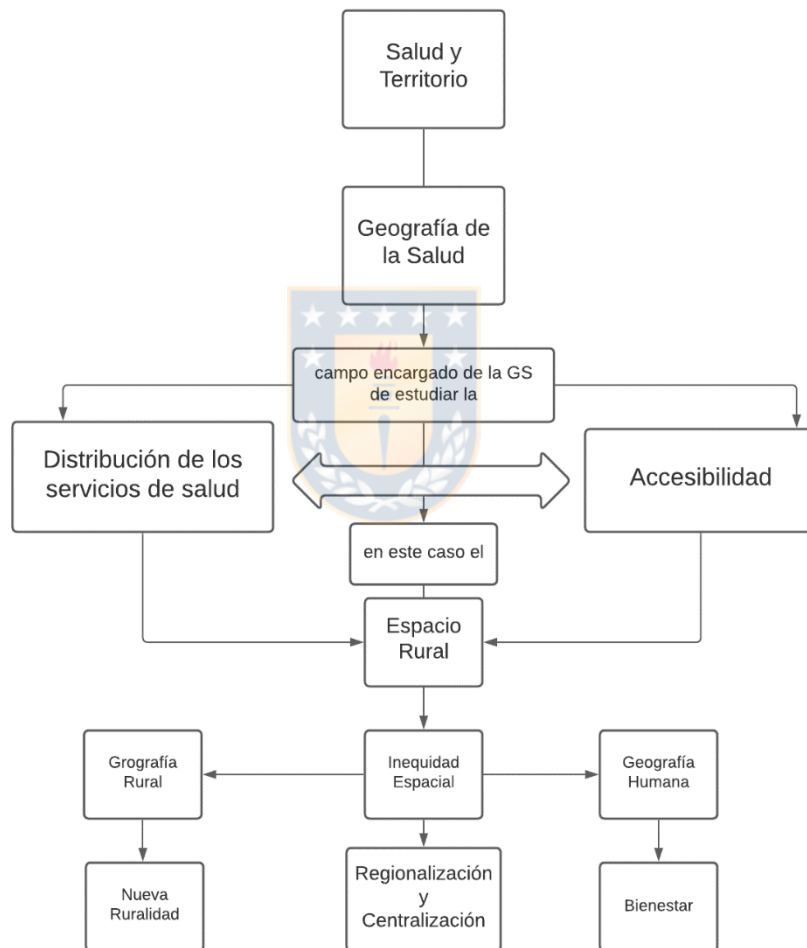 Salud y
Territorio
Geografía de
la Salud
campo encargado de la GS
de estudiar la
Distribución de los
servicios de salud
Accesibilidad
en este caso el
Espacio
Rural
Grografía
Rural
Inequidad
Espacial
Geografía
Humana
Nueva
Ruralidad
Regionalización
y
Centralización
Bienestar